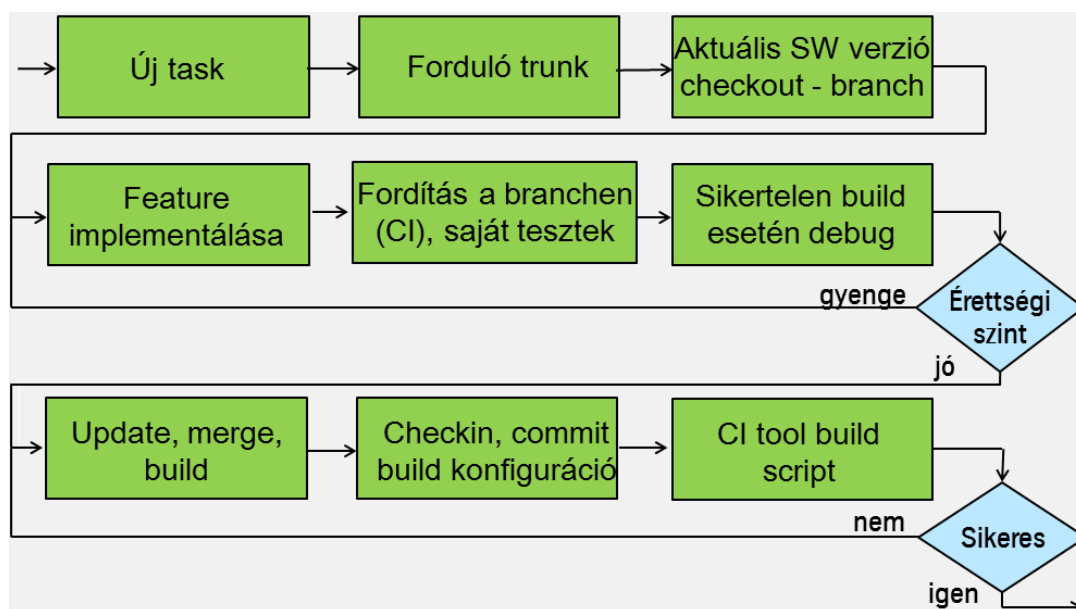 Új task
Forduló trunk
Aktuális SW verzió
checkout - branch
Feature
implementálása
Fordítás a branchen
(CI), saját tesztek
Sikertelen build
esetén debug
gyenge
Érettségi
szint
jó
Update, merge,
build
Checkin, commit
build konfiguráció
CI tool build
script
nem
Sikeres
igen